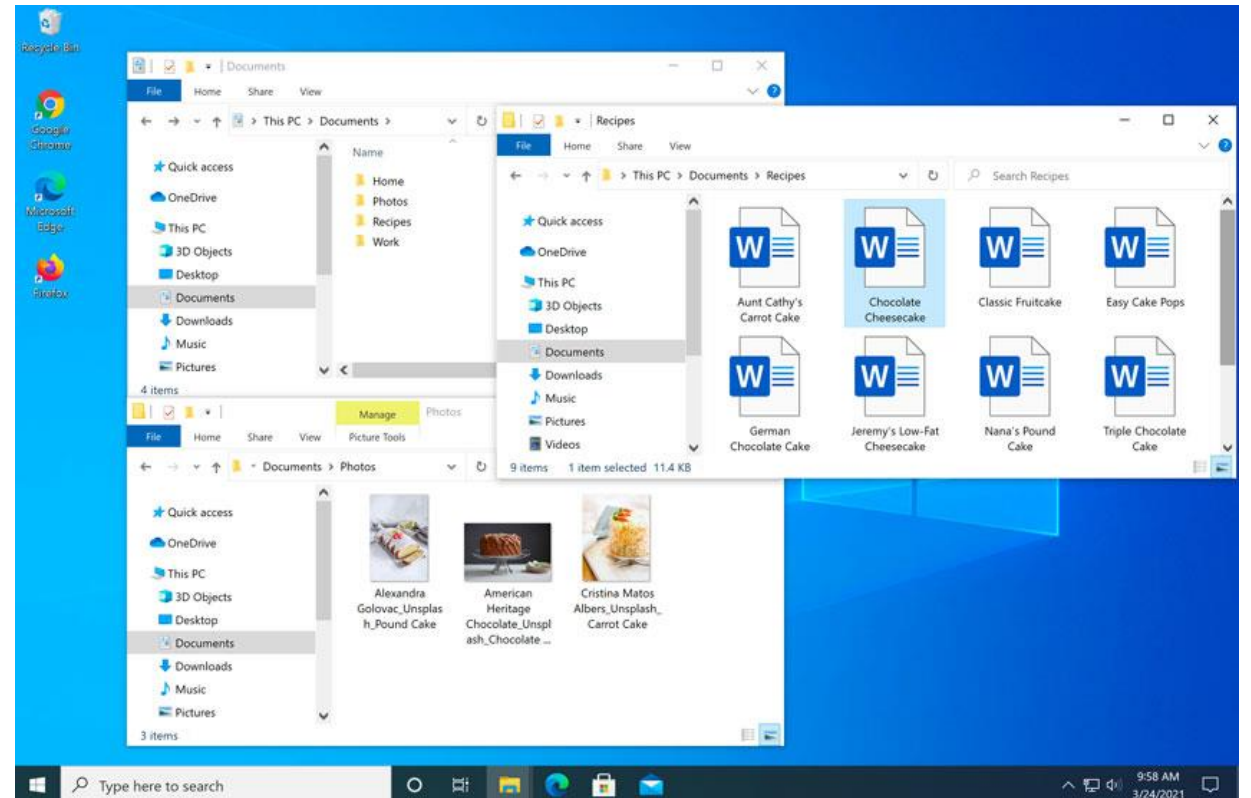 Recycle Bin
Google
Chrome
Microsoft
Edge
Firefox
Documents
File Home Share View
This PC > Documents >
Quick access
OneDrive
This PC
3D Objects
Desktop
Documents
Downloads
Music
Pictures
Name
Home
Photos
Recipes
Work
4 items
Recipes
File Home Share View
This PC > Documents > Recipes
Search Recipes
Quick access
OneDrive
This PC
3D Objects
Desktop
Documents
Downloads
Music
Pictures
Videos
W
W
W
W
Aunt Cathy's
Carrot Cake
Chocolate
Cheesecake
Classic Fruitcake
Easy Cake Pops
W
W
W
W
German
Chocolate Cake
Jeremy's Low-Fat
Cheesecake
Nana's Pound
Cake
Triple Chocolate
Cake
9 items 1 item selected 11.4 KB
Manage Photos
File Home Share View Picture Tools
Documents > Photos
Quick access
OneDrive
This PC
3D Objects
Desktop
Documents
Downloads
Music
Pictures
Alexandra
Golovac_Unsplas
h_Pound Cake
American
Heritage
Chocolate_Unspl
ash_Chocolate ...
Cristina Matos
Albers_Unsplash_
Carrot Cake
3 items
Type here to search
9:58 AM
3/24/2021